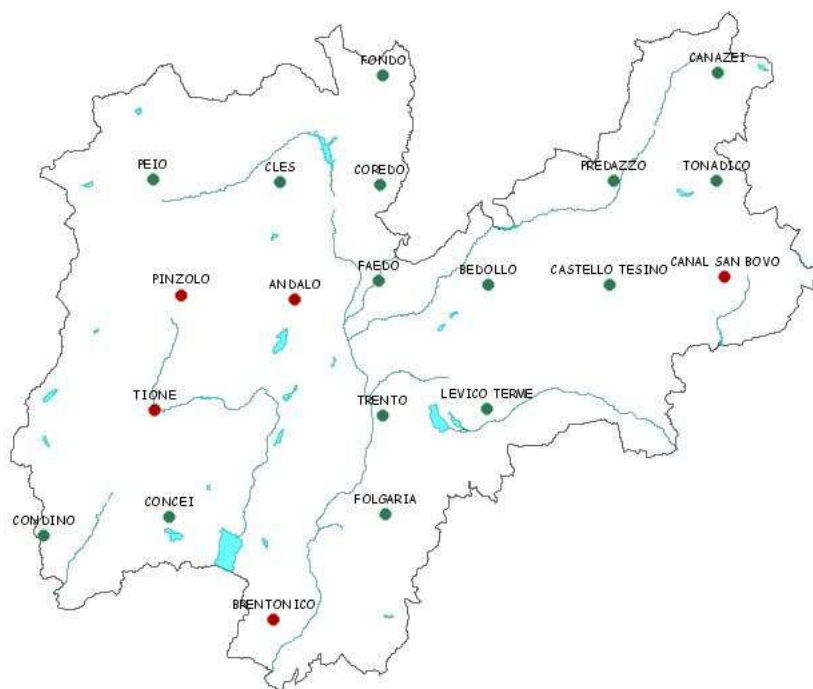 FONDO
CANAZEI
PEIO
CLES
COREDO
PREDAZZO
TONADICO
PINZOLO
ANDALO
FAEDO
BEDOLLO
CASTELLO TESINO
CANAL SAN BOVO
TIONE
TRENTO
LEVICO TERME
CONDINO
CONCEI
FOLGARIA
BRENTONICO